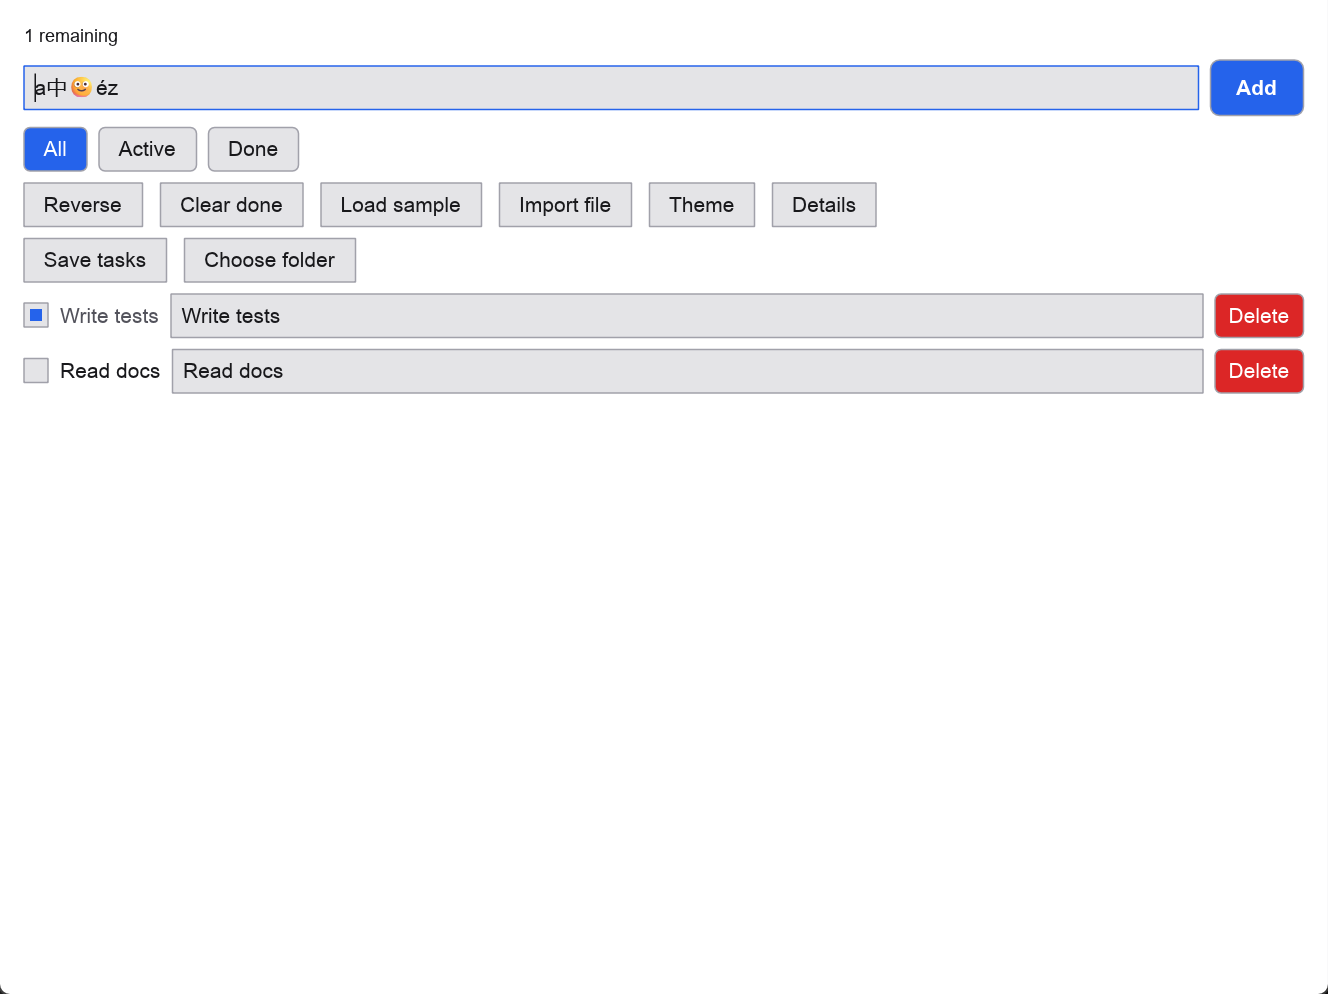 1 remaining
a中🙂éz Add
All Active Done
Reverse Clear done Load sample Import file Theme Details
Save tasks Choose folder
Write tests Write tests Delete
Read docs Read docs Delete